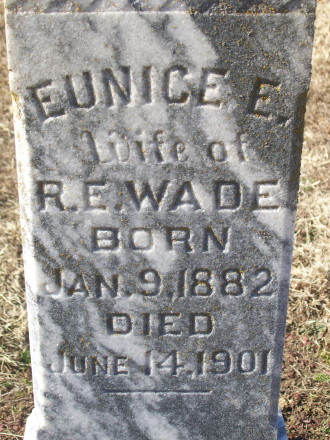 EUNICE E.
Wife of
R.E.WADE
BORN
JAN.9,1882
DIED
JUNE 14,1901